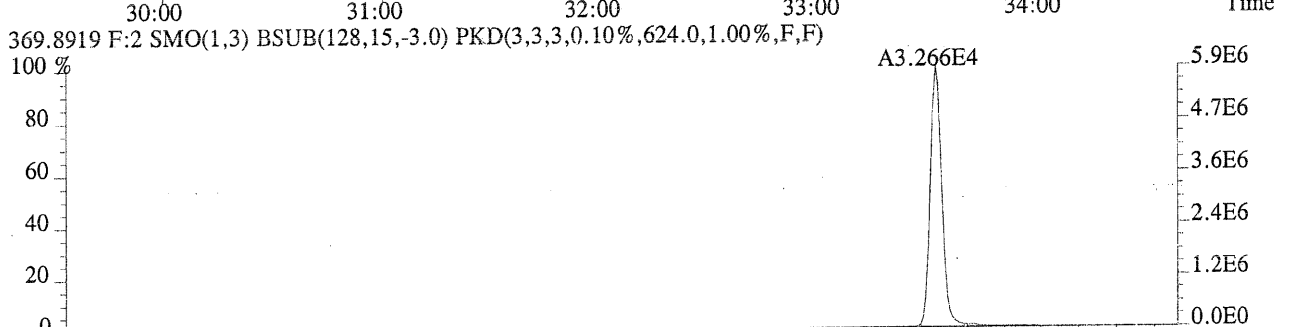 30:00 31:00 32:00 33:00 34:00 Time
369.8919 F:2 SMO(1,3) BSUB(128,15,-3.0) PKD(3,3,3,0.10%,624.0,1.00%,F,F)
100 % A3.266E4 5.9E6
80 4.7E6
60 3.6E6
40 2.4E6
20 1.2E6
0 0.0E0